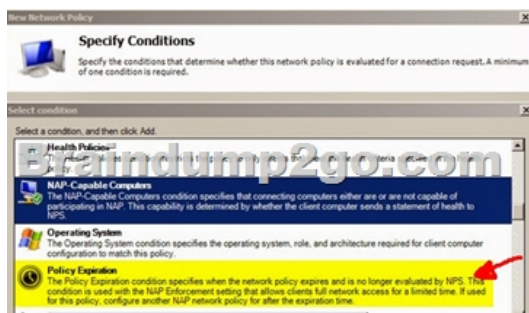 New Network Policy
Specify Conditions
Specify the conditions that determine whether this network policy is evaluated for a connection request. A minimum
of one condition is required.
Select condition
Select a condition, and then click Add.
Health Policies
Braindump2go.com
policy.
NAP-Capable Computers
The NAP-Capable Computers condition specifies that connecting computers either are or are not capable of
participating in NAP. This capability is determined by whether the client computer sends a statement of health to
NPS.
Operating System
The Operating System condition specifies the operating system, role, and architecture required for client computer
configuration to match this policy.
Policy Expiration
The Policy Expiration condition specifies when the network policy expires and is no longer evaluated by NPS. This
condition is used with the NAP Enforcement setting that allows clients full network access for a limited time. If used
for this policy, configure another NAP network policy for after the expiration time.